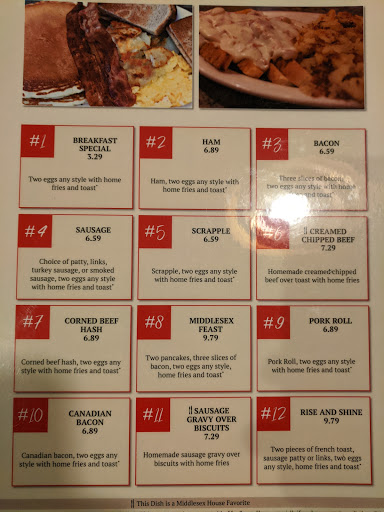 #1
BREAKFAST
SPECIAL
3.29
Two eggs any style with home
fries and toast*
#2
HAM
6.89
Ham, two eggs any style with
home fries and toast*
#3
BACON
6.59
Three slices of bacon,
two eggs any style with home
and toast*
#4
SAUSAGE
6.59
Choice of patty, links,
turkey sausage, or smoked
sausage, two eggs any style
with home fries and toast*
#5
SCRAPPLE
6.59
Scrapple, two eggs any style
with home fries and toast*
CREAMED
CHIPPED BEEF
7.29
Homemade creamed chipped
beef over toast with home fries
#7
CORNED BEEF
HASH
6.89
Corned beef hash, two eggs any
style with home fries and toast*
#8
MIDDLESEX
FEAST
9.79
Two pancakes, three slices of
bacon, two eggs any style,
home fries and toast*
#9
PORK ROLL
6.89
Pork Roll, two eggs any style
with home fries and toast*
#10
CANADIAN
BACON
6.89
Canadian bacon, two eggs any
style with home fries and toast*
#11
SAUSAGE
GRAVY OVER
BISCUITS
7.29
Homemade sausage gravy over
biscuits with home fries
#12
RISE AND SHINE
9.79
Two pieces of french toast,
sausage patty or links, two
eggs any style, home fries
and toast*
This Dish is a Middlesex House Favorite